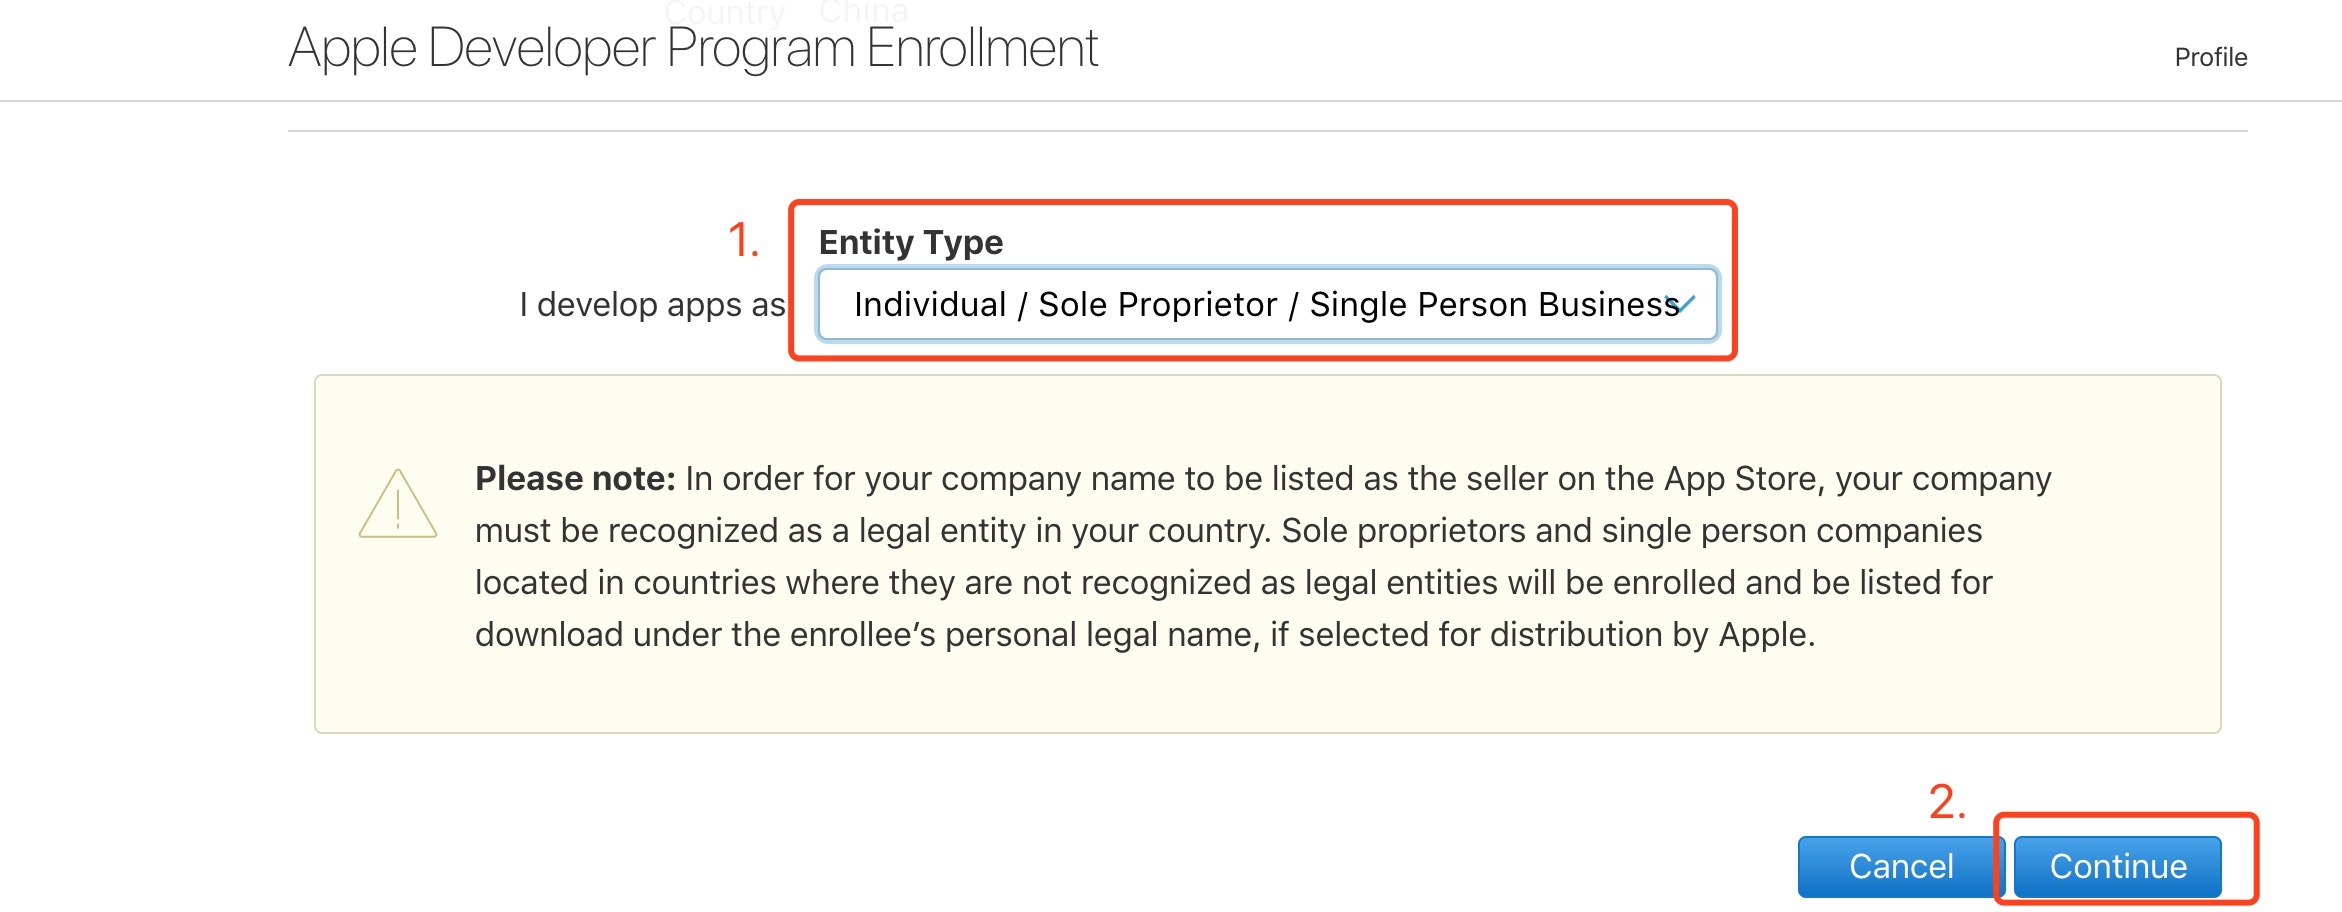 Country China
Apple Developer Program Enrollment
Profile
1.
Entity Type
I develop apps as
Individual / Sole Proprietor / Single Person Business
Please note: In order for your company name to be listed as the seller on the App Store, your company
must be recognized as a legal entity in your country. Sole proprietors and single person companies
located in countries where they are not recognized as legal entities will be enrolled and be listed for
download under the enrollee’s personal legal name, if selected for distribution by Apple.
2.
Cancel
Continue